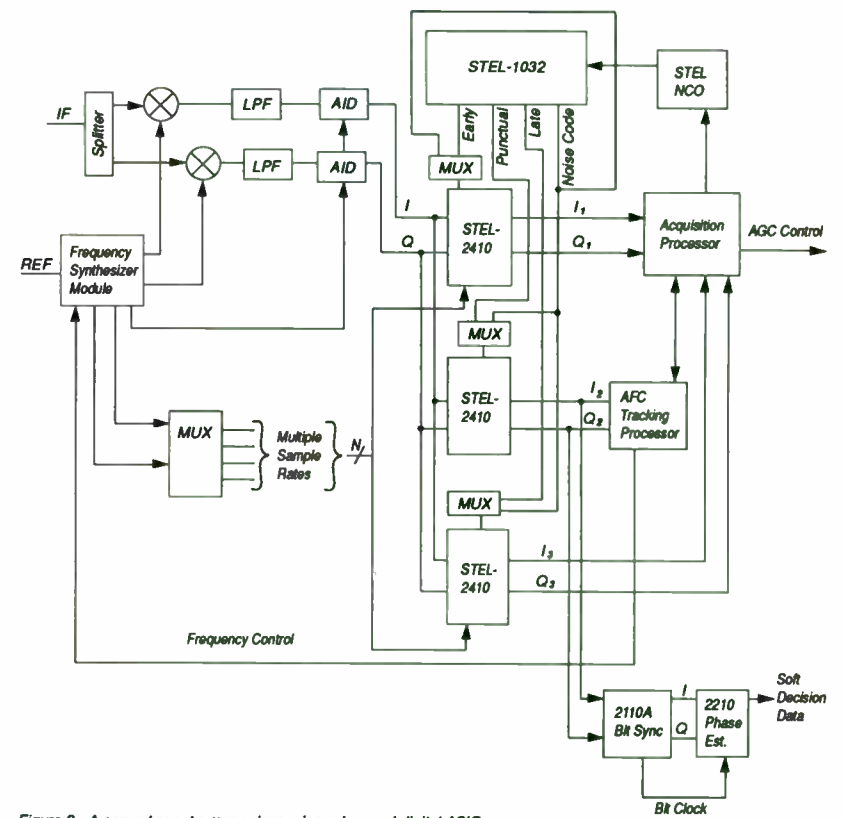 STEL-1032
STEL
NCO
IF
Splitter
LPF
AID
LPF
AID
Early
Punctual
Late
Noise Code
MUX
I
Q
STEL-
2410
I1
Q1
Acquisition
Processor
AGC Control
REF
Frequency
Synthesizer
Module
MUX
STEL-
2410
I2
Q2
AFC
Tracking
Processor
MUX
Multiple
Sample
Rates
N
MUX
STEL-
2410
I3
Q3
Frequency Control
2110A
Bit Sync
I
Q
2210
Phase
Est.
Soft
Decision
Data
Bit Clock